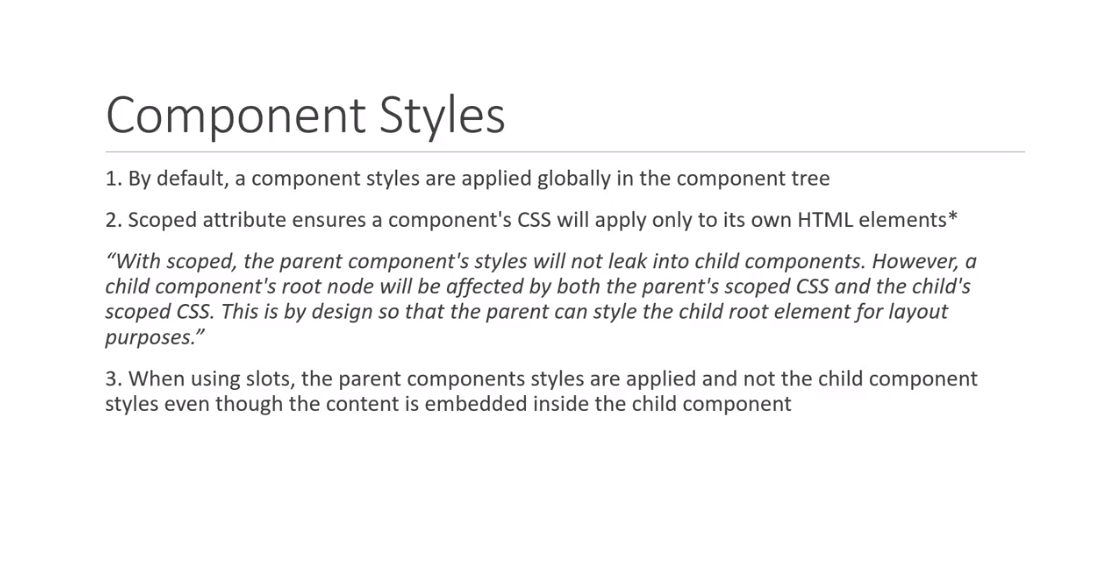 Component Styles
1. By default, a component styles are applied globally in the component tree
2. Scoped attribute ensures a component's CSS will apply only to its own HTML elements*
“With scoped, the parent component's styles will not leak into child components. However, a
child component's root node will be affected by both the parent's scoped CSS and the child's
scoped CSS. This is by design so that the parent can style the child root element for layout
purposes.”
3. When using slots, the parent components styles are applied and not the child component
styles even though the content is embedded inside the child component